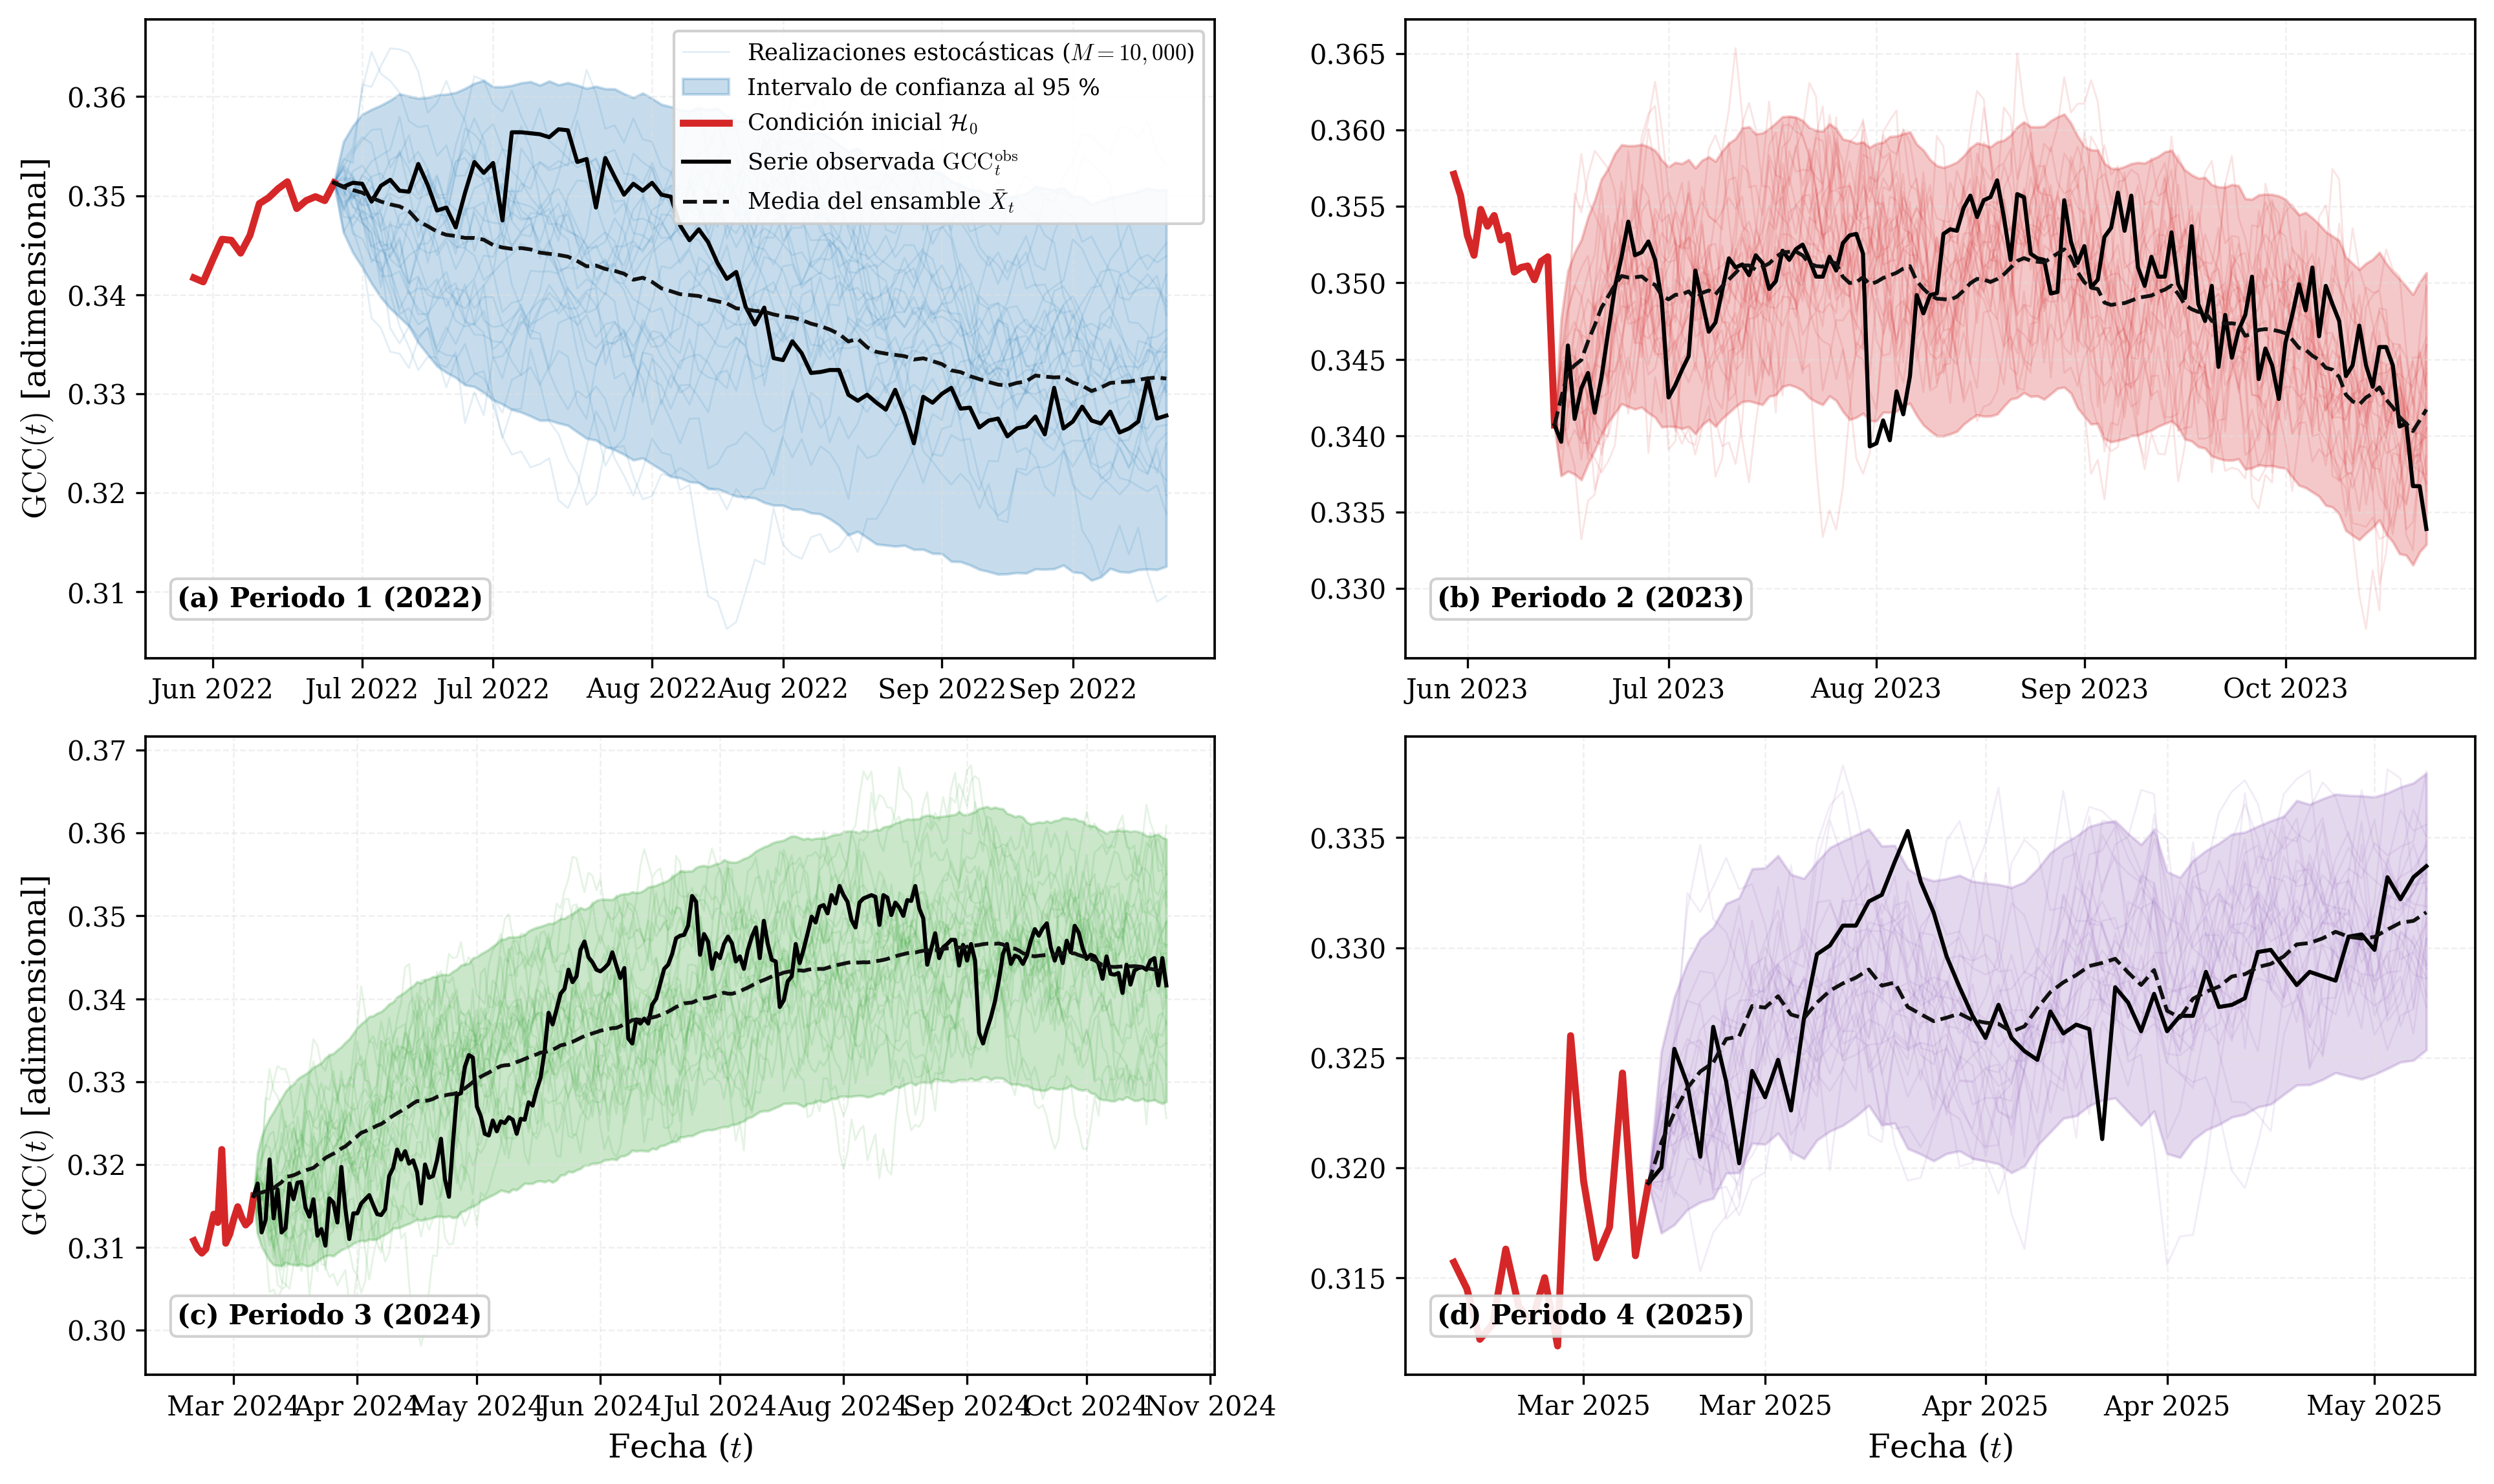 GCC(t) [adimensional]
0.36
0.35
0.34
0.33
0.32
0.31
Realizaciones estocásticas (M = 10,000)
Intervalo de confianza al 95 %
Condición inicial ℋ₀
Serie observada GCCₜᵒᵇˢ
Media del ensamble X̄ₜ
(a) Periodo 1 (2022)
Jun 2022 Jul 2022 Jul 2022 Aug 2022 Aug 2022 Sep 2022 Sep 2022
0.365
0.360
0.355
0.350
0.345
0.340
0.335
0.330
(b) Periodo 2 (2023)
Jun 2023 Jul 2023 Aug 2023 Sep 2023 Oct 2023
GCC(t) [adimensional]
0.37
0.36
0.35
0.34
0.33
0.32
0.31
0.30
(c) Periodo 3 (2024)
Mar 2024 Apr 2024 May 2024 Jun 2024 Jul 2024 Aug 2024 Sep 2024 Oct 2024 Nov 2024
Fecha (t)
0.335
0.330
0.325
0.320
0.315
(d) Periodo 4 (2025)
Mar 2025 Mar 2025 Apr 2025 Apr 2025 May 2025
Fecha (t)